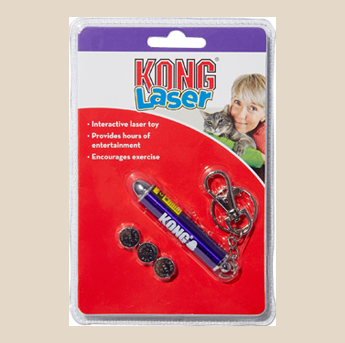 KONG
Laser
• Interactive laser toy
• Provides hours of
entertainment
• Encourages exercise
KONG